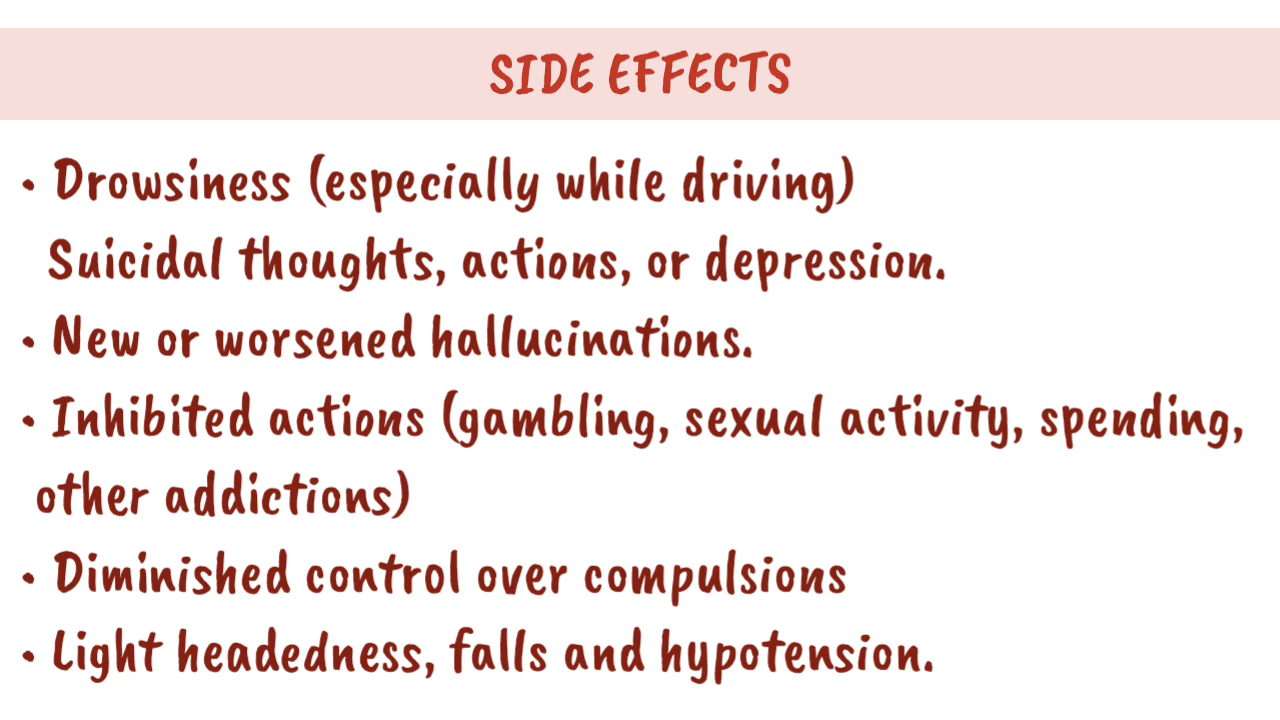 SIDE EFFECTS
• Drowsiness (especially while driving)
Suicidal thoughts, actions, or depression.
• New or worsened hallucinations.
• Inhibited actions (gambling, sexual activity, spending,
other addictions)
• Diminished control over compulsions
• Light headedness, falls and hypotension.